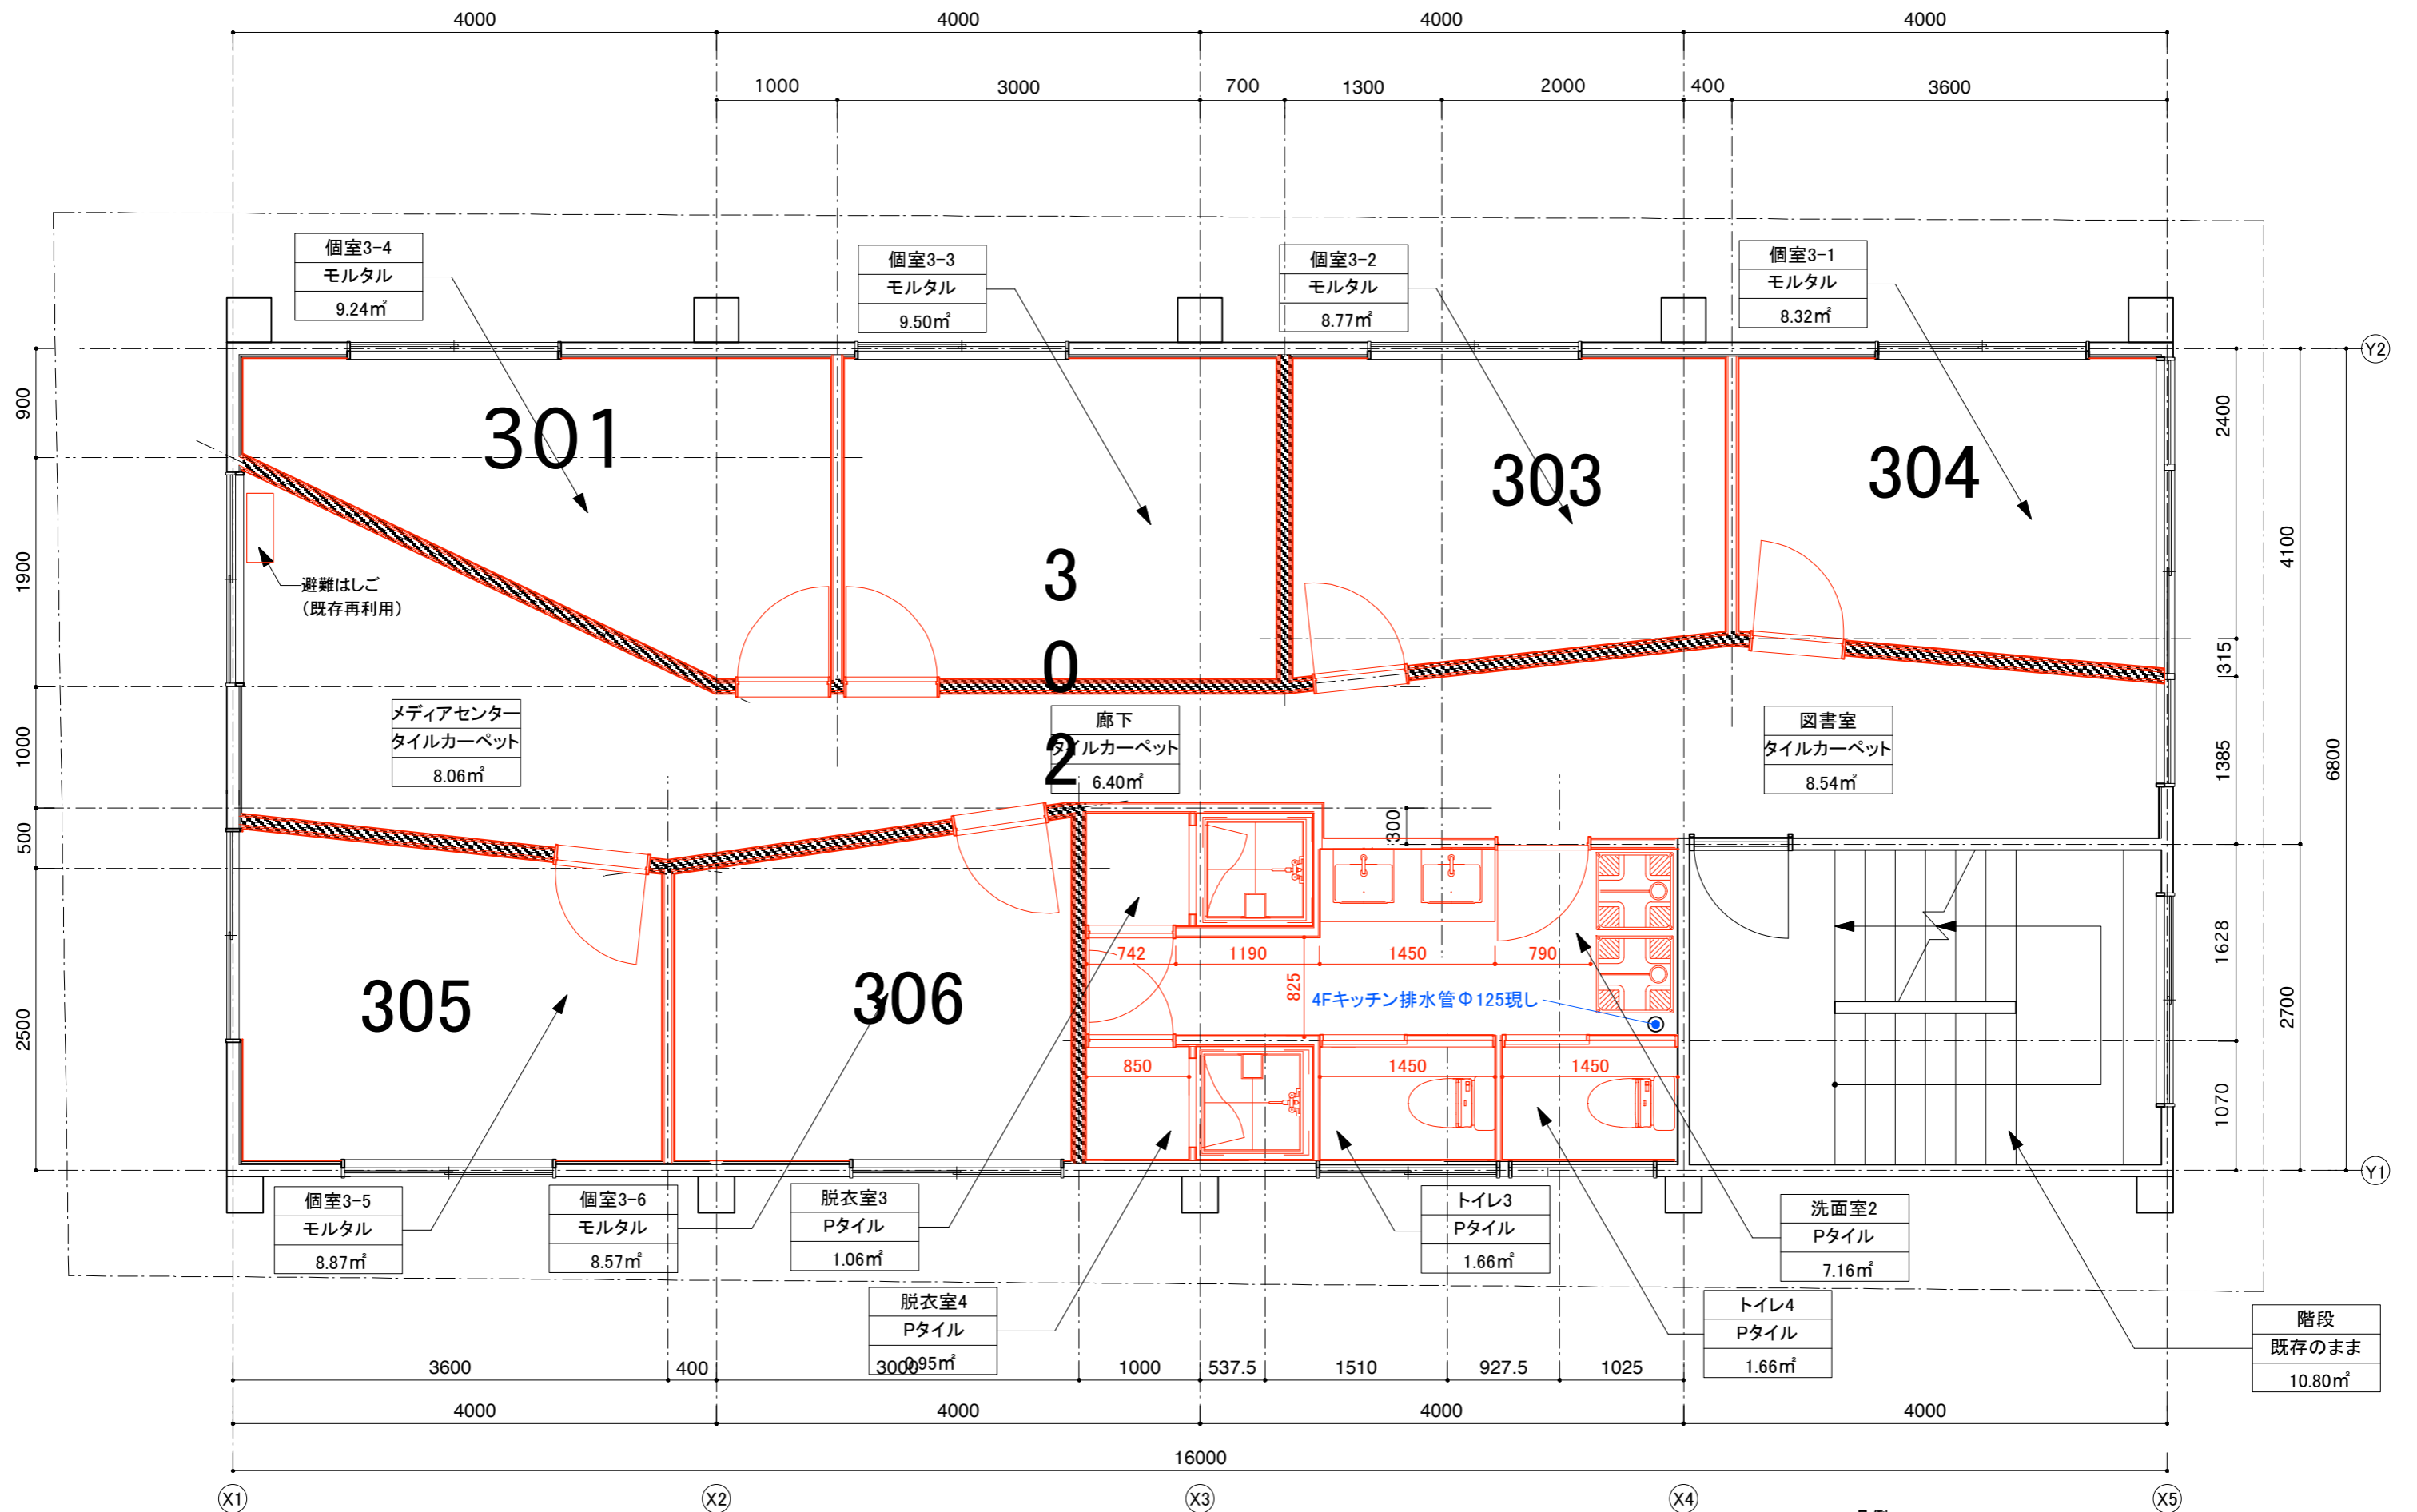 4000
4000
4000
4000
1000
3000
700
1300
2000
400
3600
個室3-4
モルタル
9.24㎡
個室3-3
モルタル
9.50㎡
個室3-2
モルタル
8.77㎡
個室3-1
モルタル
8.32㎡
Y2
900
1900
1000
500
2500
2400
315
1385
1628
1070
4100
2700
6800
301
302
303
304
避難はしご
(既存再利用)
メディアセンター
タイルカーペット
8.06㎡
廊下
タイルカーペット
6.40㎡
図書室
タイルカーペット
8.54㎡
300
305
306
742
1190
1450
790
825
4Fキッチン排水管Φ125現し
850
1450
1450
Y1
個室3-5
モルタル
8.87㎡
個室3-6
モルタル
8.57㎡
脱衣室3
Pタイル
1.06㎡
トイレ3
Pタイル
1.66㎡
洗面室2
Pタイル
7.16㎡
脱衣室4
Pタイル
0.95㎡
トイレ4
Pタイル
1.66㎡
階段
既存のまま
10.80㎡
3600
400
3000
1000
537.5
1510
927.5
1025
4000
4000
4000
4000
16000
X1
X2
X3
X4
X5